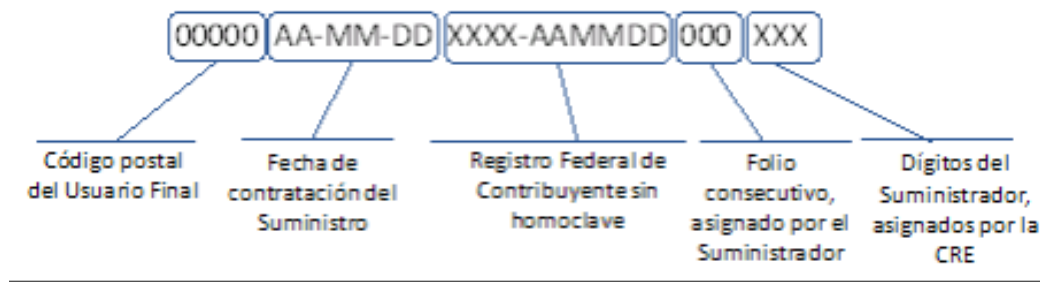 00000 AA-MM-DD XXXX-AAMMDD 000 XXX
Código postal
del Usuario Final
Fecha de
contratación del
Suministro
Registro Federal de
Contribuyente sin
homoclave
Folio
consecutivo,
asignado por el
Suministrador
Dígitos del
Suministrador,
asignados por la
CRE